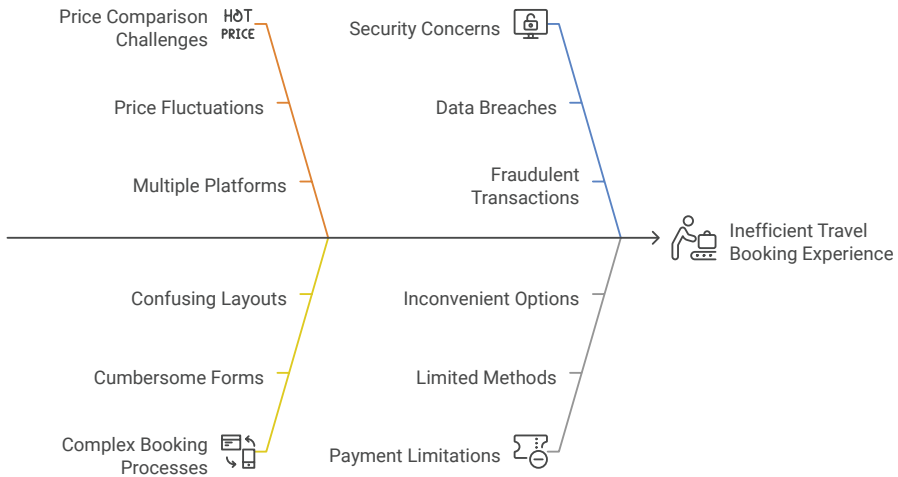 Price Comparison
Challenges
HOT
PRICE
Price Fluctuations
Multiple Platforms
Security Concerns
Data Breaches
Fraudulent
Transactions
Inefficient Travel
Booking Experience
Confusing Layouts
Cumbersome Forms
Complex Booking
Processes
Inconvenient Options
Limited Methods
Payment Limitations